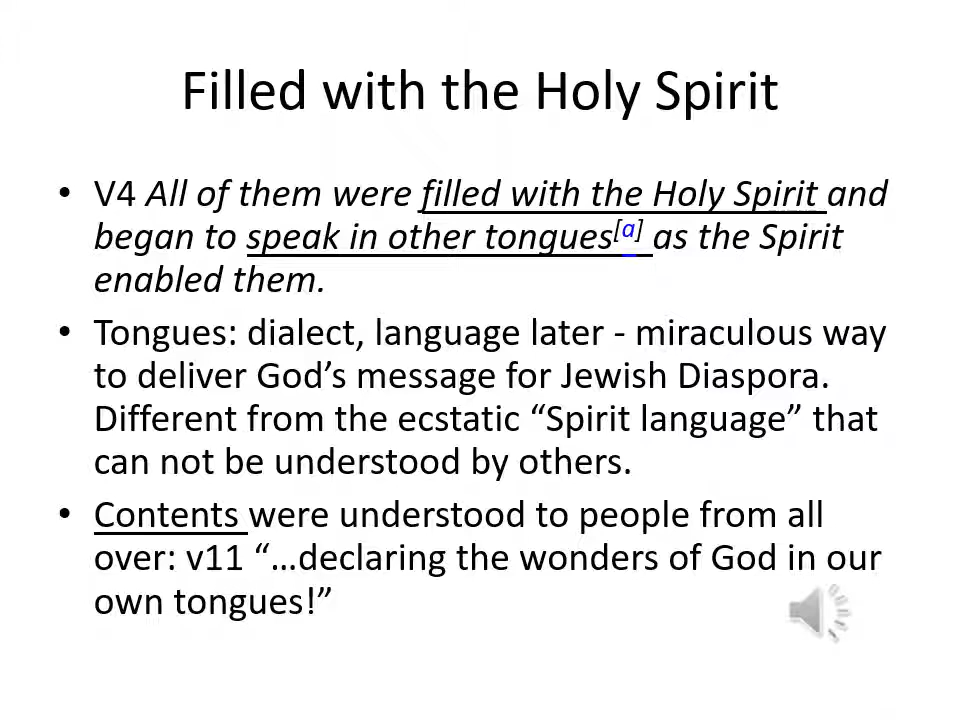 Filled with the Holy Spirit
• V4 All of them were filled with the Holy Spirit and
began to speak in other tongues[a] as the Spirit
enabled them.
• Tongues: dialect, language later - miraculous way
to deliver God’s message for Jewish Diaspora.
Different from the ecstatic “Spirit language” that
can not be understood by others.
• Contents were understood to people from all
over: v11 “…declaring the wonders of God in our
own tongues!”